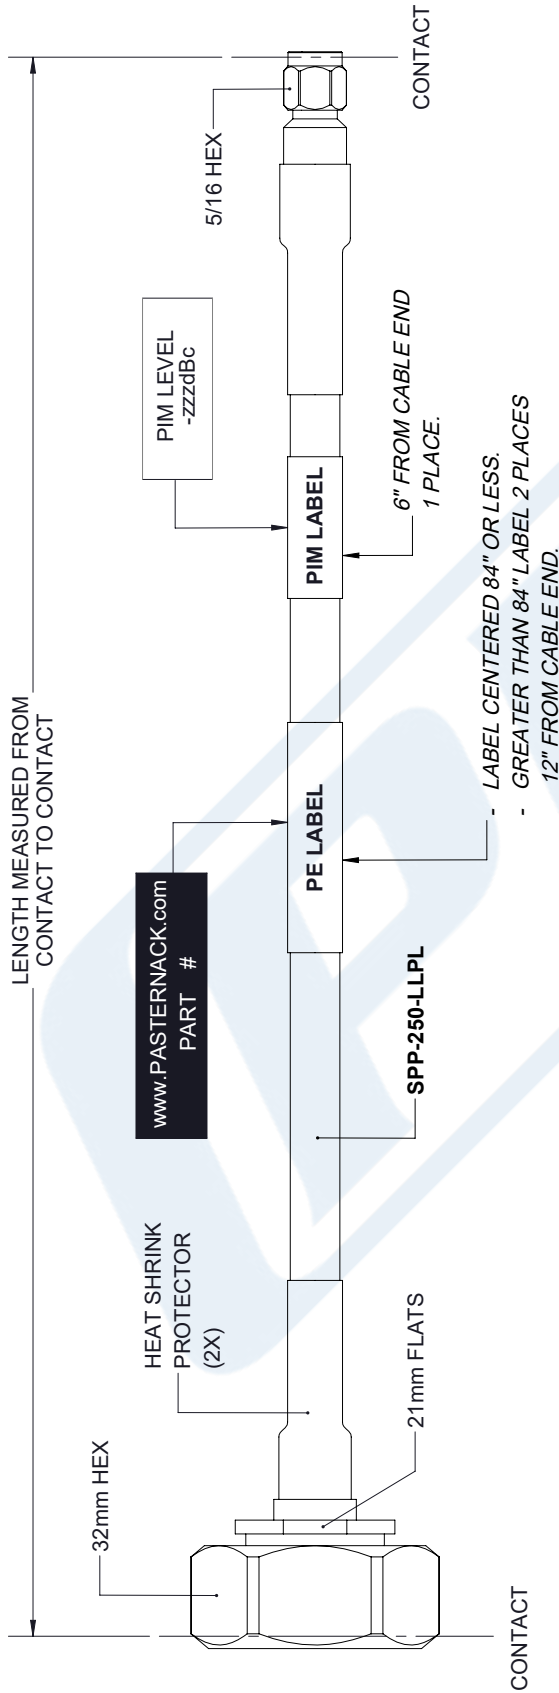 LENGTH MEASURED FROM
CONTACT TO CONTACT
32mm HEX
HEAT SHRINK
PROTECTOR
(2X)
www.PASTERNACK.com
PART #
PIM LEVEL
-zzzdBc
5/16 HEX
PE LABEL
PIM LABEL
CONTACT
21mm FLATS
SPP-250-LLPL
- LABEL CENTERED 84" OR LESS.
- GREATER THAN 84" LABEL 2 PLACES
12" FROM CABLE END.
6" FROM CABLE END
1 PLACE.
CONTACT